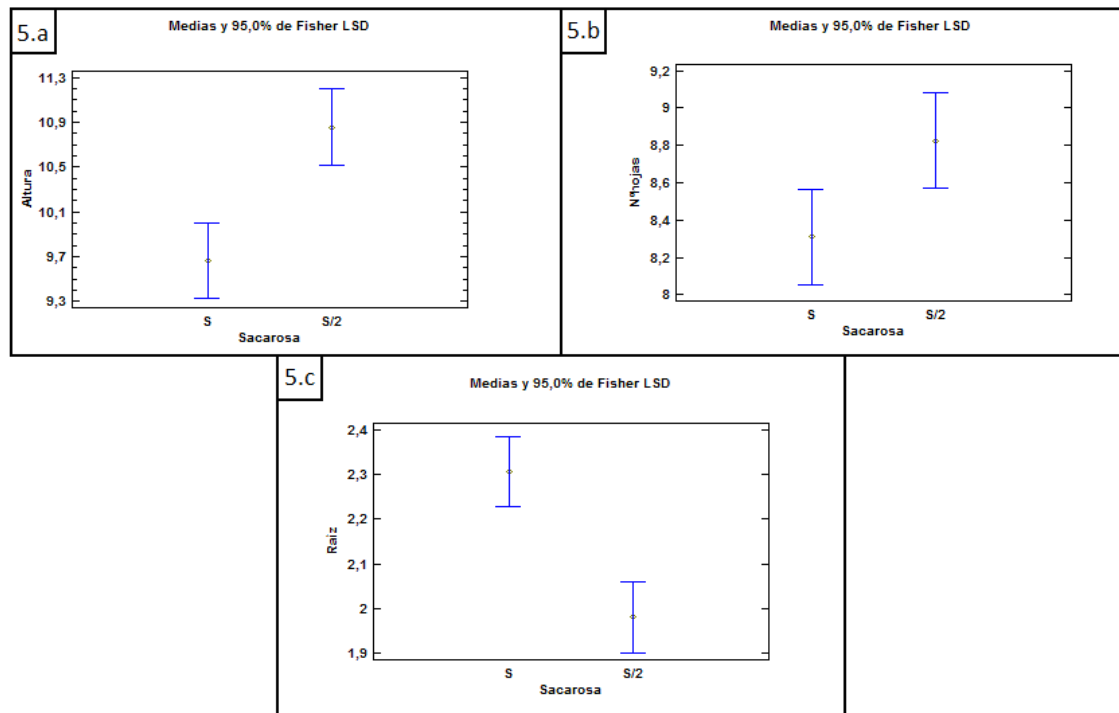 5.a
Medias y 95,0% de Fisher LSD
11,3
10,9
10,5
10,1
9,7
9,3
Altura
S
S/2
Sacarosa
5.b
Medias y 95,0% de Fisher LSD
9,2
9
8,8
8,6
8,4
8,2
8
Nºhojas
S
S/2
Sacarosa
5.c
Medias y 95,0% de Fisher LSD
2,4
2,3
2,2
2,1
2
1,9
Raiz
S
S/2
Sacarosa